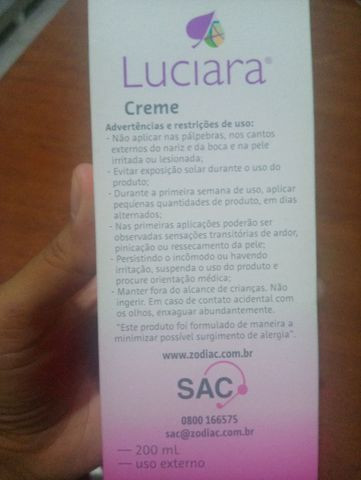 Luciara®
Creme
Advertências e restrições de uso:
- Não aplicar nas pálpebras, nos cantos
externos do nariz e da boca e na pele
irritada ou lesionada;
- Evitar exposição solar durante o uso do
produto;
- Durante a primeira semana de uso, aplicar
pequenas quantidades de produto, em dias
alternados;
- Nas primeiras aplicações poderão ser
observadas sensações transitórias de ardor,
pinicação ou ressecamento da pele;
- Persistindo o incômodo ou havendo
irritação, suspenda o uso do produto e
procure orientação médica;
- Manter fora do alcance de crianças. Não
ingerir. Em caso de contato acidental com
os olhos, enxaguar abundantemente.
"Este produto foi formulado de maneira a
minimizar possível surgimento de alergia".
www.zodiac.com.br
SAC
0800 166575
sac@zodiac.com.br
— 200 mL
— uso externo